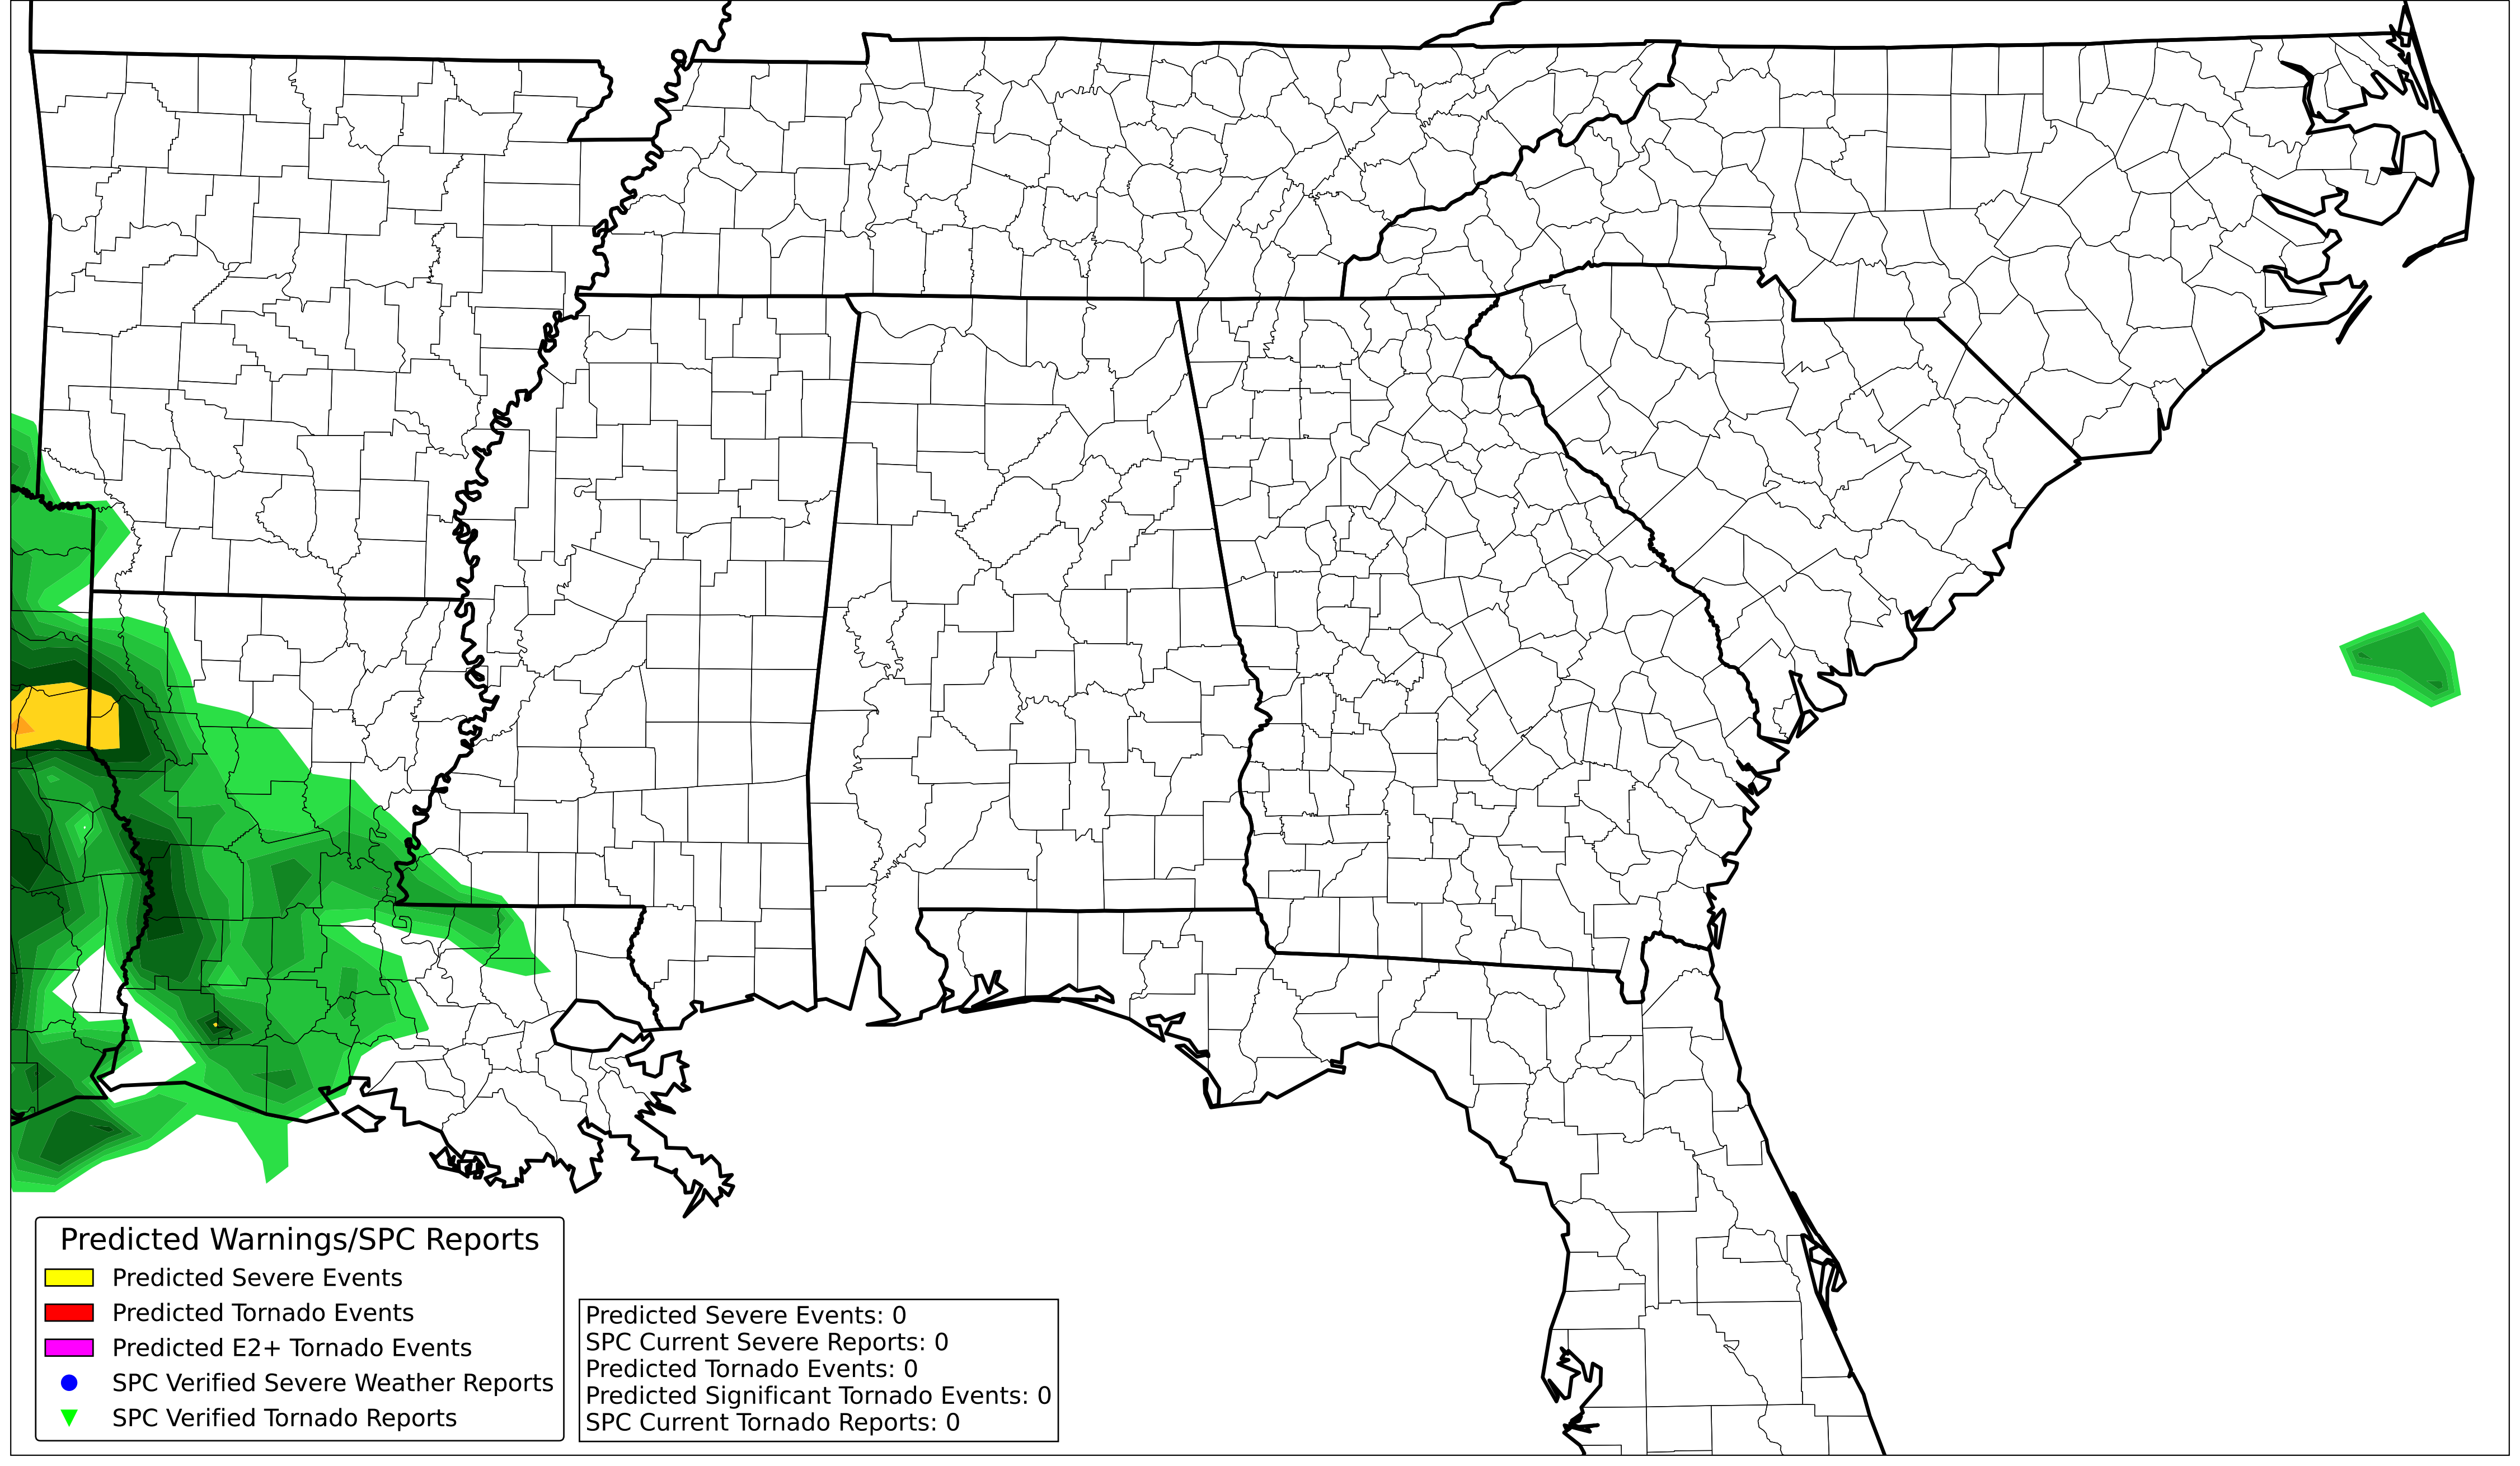 Predicted Warnings/SPC Reports
Predicted Severe Events
Predicted Tornado Events
Predicted E2+ Tornado Events
SPC Verified Severe Weather Reports
SPC Verified Tornado Reports
Predicted Severe Events: 0
SPC Current Severe Reports: 0
Predicted Tornado Events: 0
Predicted Significant Tornado Events: 0
SPC Current Tornado Reports: 0